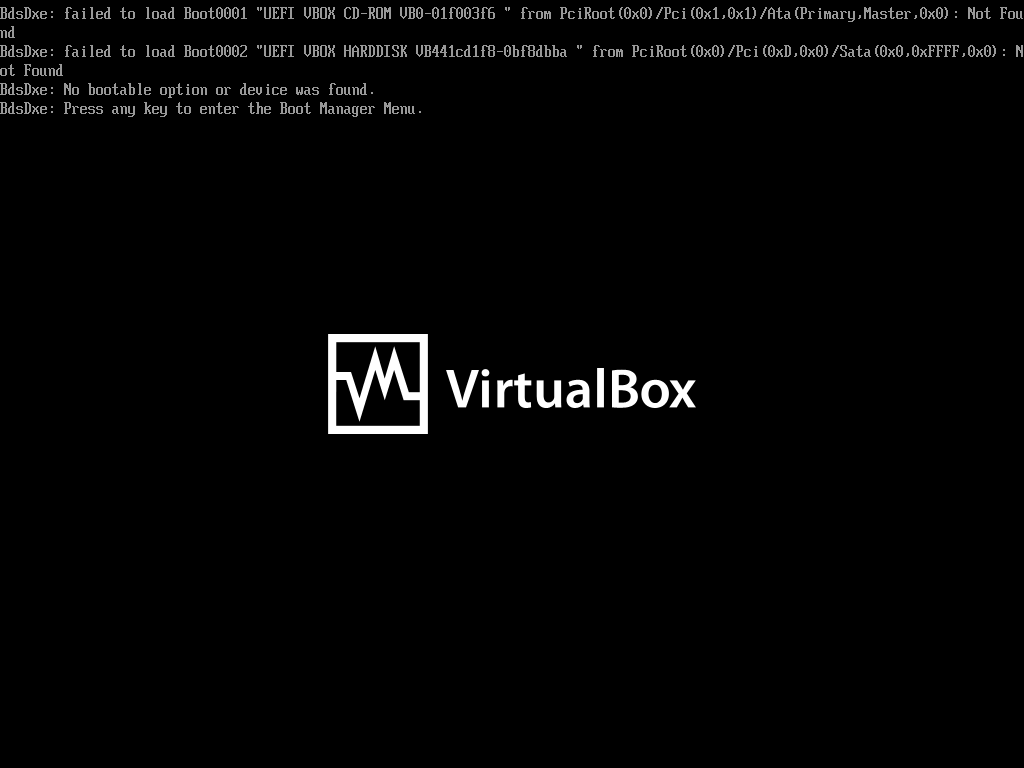 BdsDxe: failed to load Boot0001 "UEFI VBOX CD-ROM VB0-01f003f6 " from PciRoot(0x0)/Pci(0x1,0x1)/Ata(Primary,Master,0x0): Not Fou
nd
BdsDxe: failed to load Boot0002 "UEFI VBOX HARDDISK VB441cd1f8-0bf8dbba " from PciRoot(0x0)/Pci(0xD,0x0)/Sata(0x0,0xFFFF,0x0): N
ot Found
BdsDxe: No bootable option or device was found.
BdsDxe: Press any key to enter the Boot Manager Menu.
VirtualBox